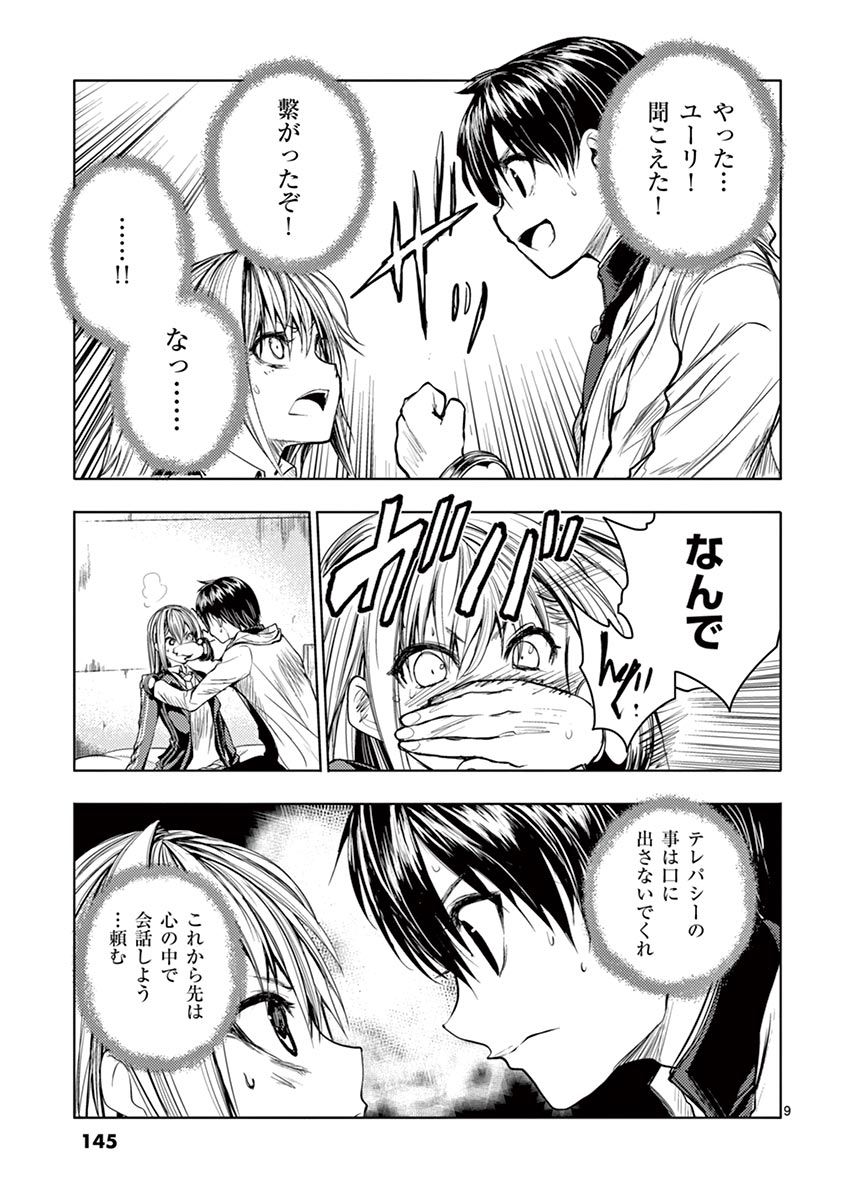 やった…
ユーリ！
聞こえた！
繋がったぞ！
……!!
なっ……
バッ
なんで
んぐ!
ガバッ
テレパシーの
事は口に
出さないでくれ
これから先は
心の中で
会話しよう
…頼む
9
145